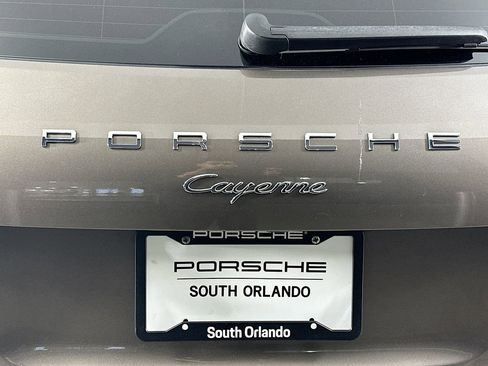 PORSCHE
Cayenne
PORSCHE
PORSCHE
SOUTH ORLANDO
South Orlando